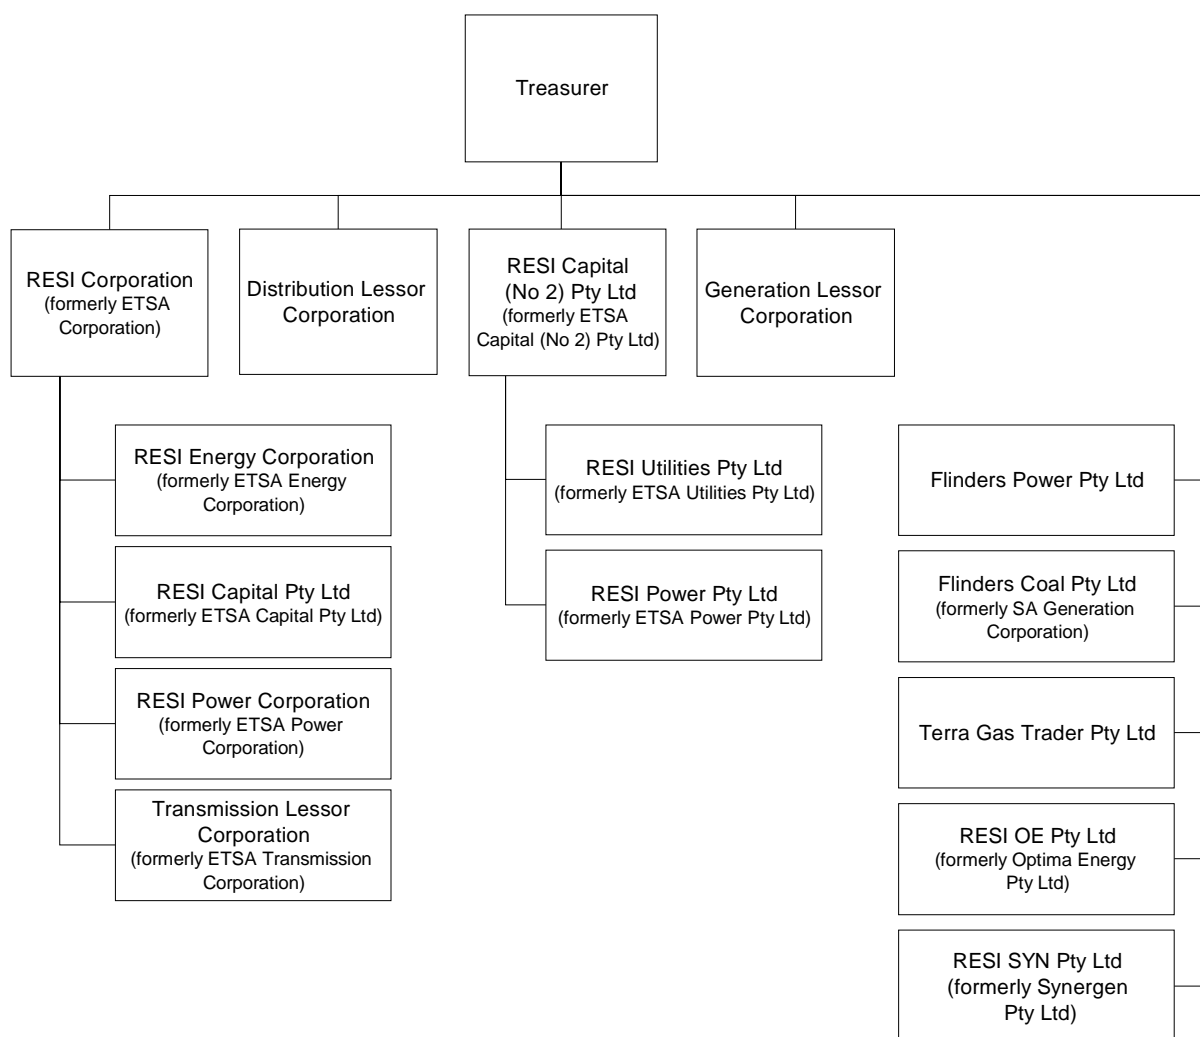 Treasurer
RESI Corporation
(formerly ETSA
Corporation)
Distribution Lessor
Corporation
RESI Capital
(No 2) Pty Ltd
(formerly ETSA
Capital (No 2) Pty Ltd)
Generation Lessor
Corporation
RESI Energy Corporation
(formerly ETSA Energy
Corporation)
RESI Capital Pty Ltd
(formerly ETSA Capital Pty Ltd)
RESI Power Corporation
(formerly ETSA Power
Corporation)
Transmission Lessor
Corporation
(formerly ETSA Transmission
Corporation)
RESI Utilities Pty Ltd
(formerly ETSA Utilities Pty Ltd)
RESI Power Pty Ltd
(formerly ETSA Power Pty Ltd)
Flinders Power Pty Ltd
Flinders Coal Pty Ltd
(formerly SA Generation
Corporation)
Terra Gas Trader Pty Ltd
RESI OE Pty Ltd
(formerly Optima Energy
Pty Ltd)
RESI SYN Pty Ltd
(formerly Synergen
Pty Ltd)